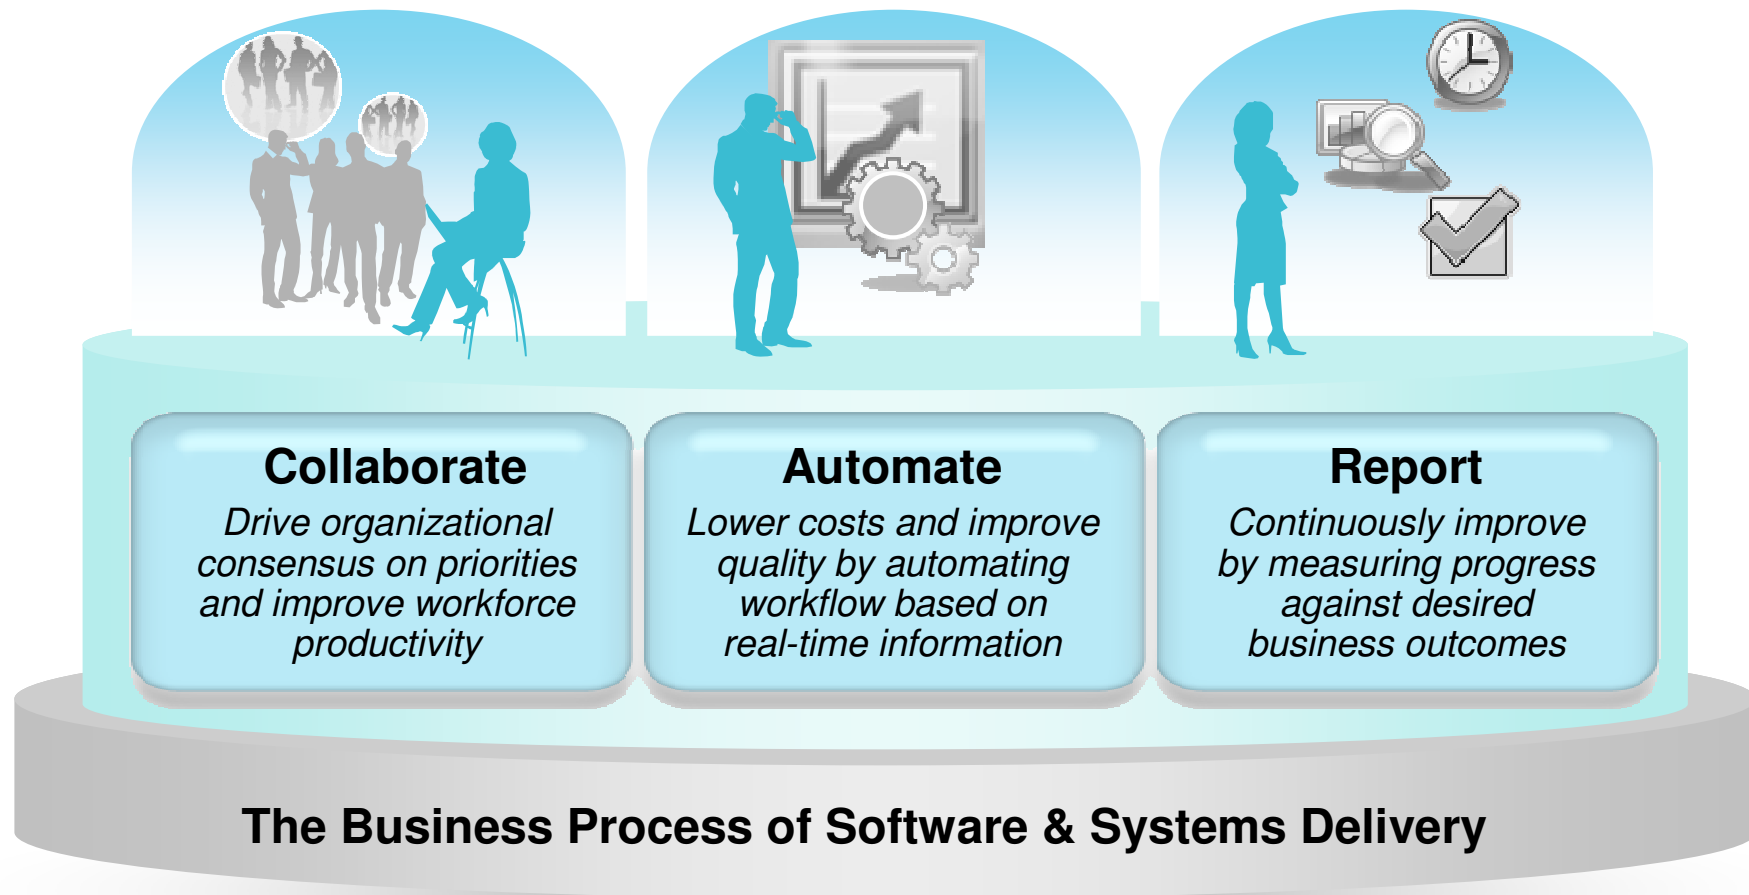 Collaborate
Drive organizational
consensus on priorities
and improve workforce
productivity
Automate
Lower costs and improve
quality by automating
workflow based on
real-time information
Report
Continuously improve
by measuring progress
against desired
business outcomes
The Business Process of Software & Systems Delivery